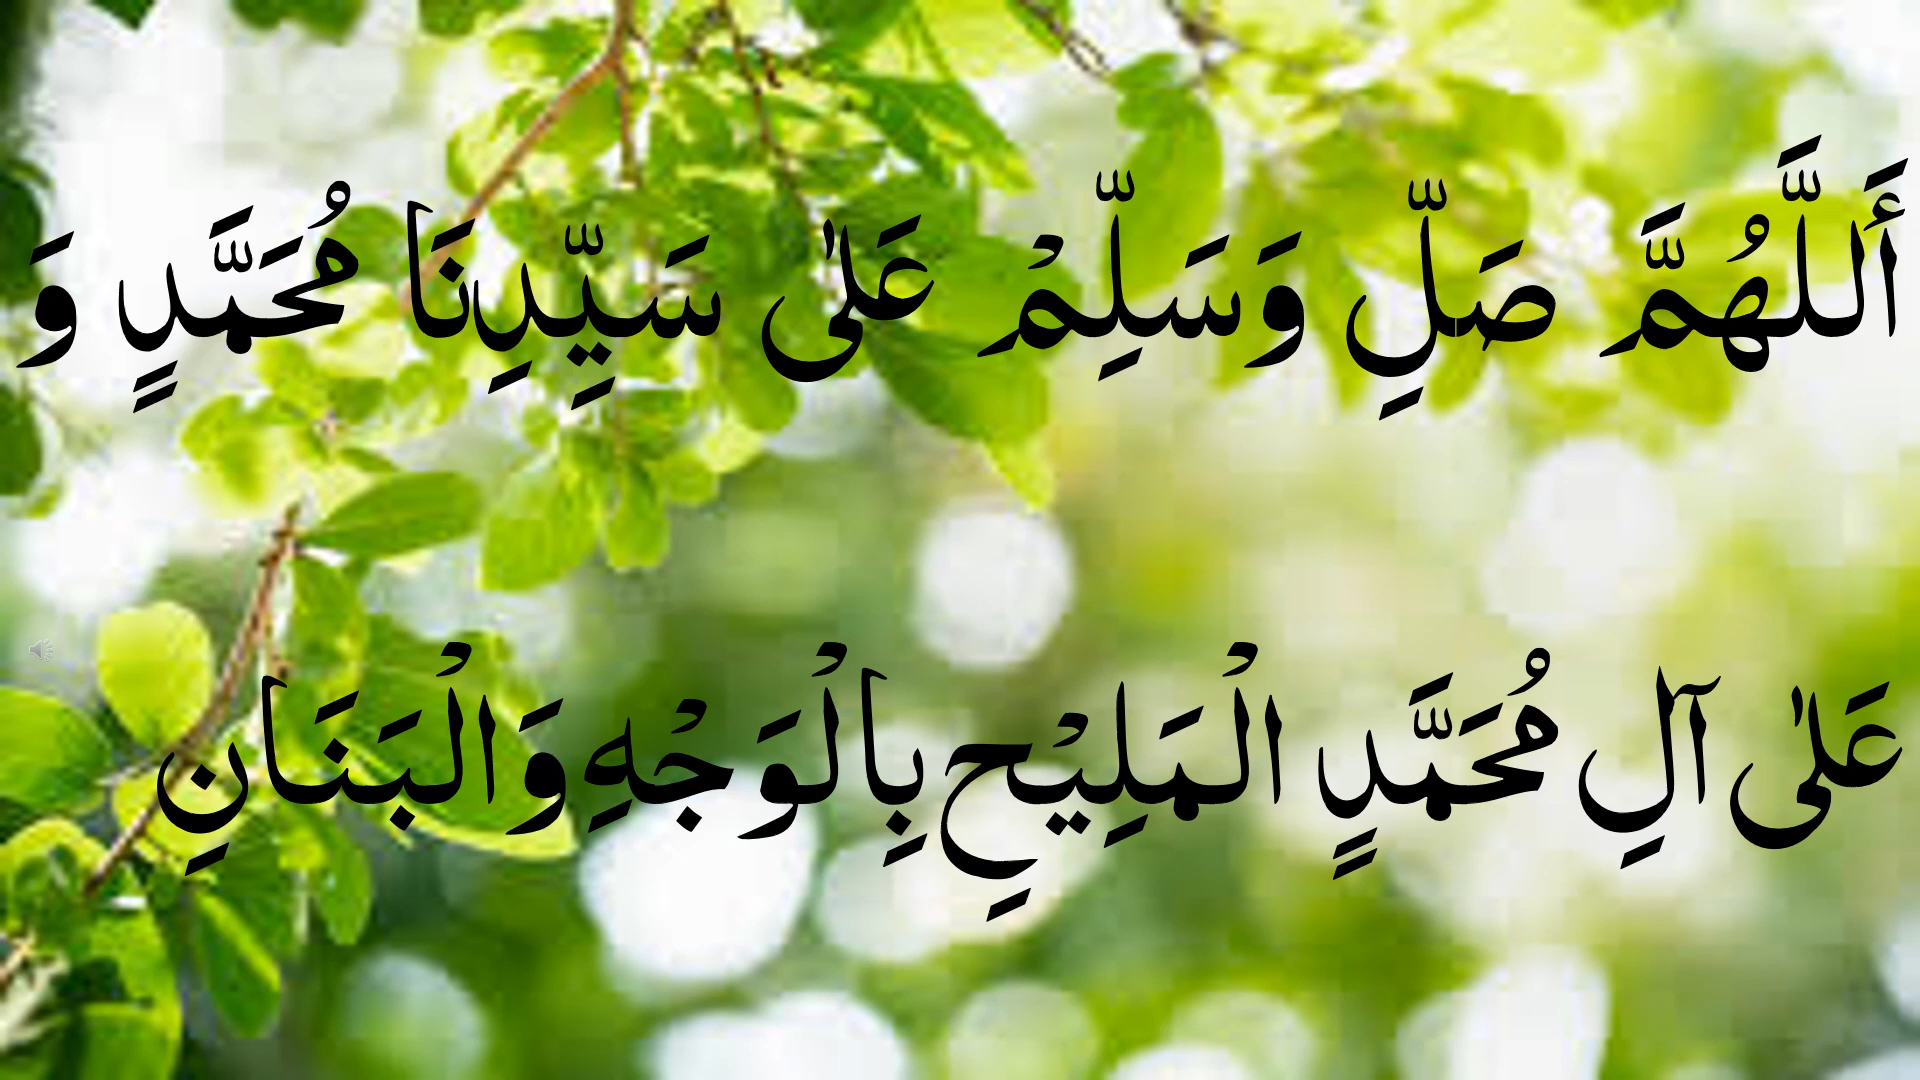 أَللَّهُمَّ صَلِّ وَسَلِّمْ عَلٰى سَيِّدِنَا مُحَمَّدٍ وَ
عَلٰى آلِ مُحَمَّدٍ الْمَلِيْحِ بِالْوَجْهِ وَالْبَنَانِ